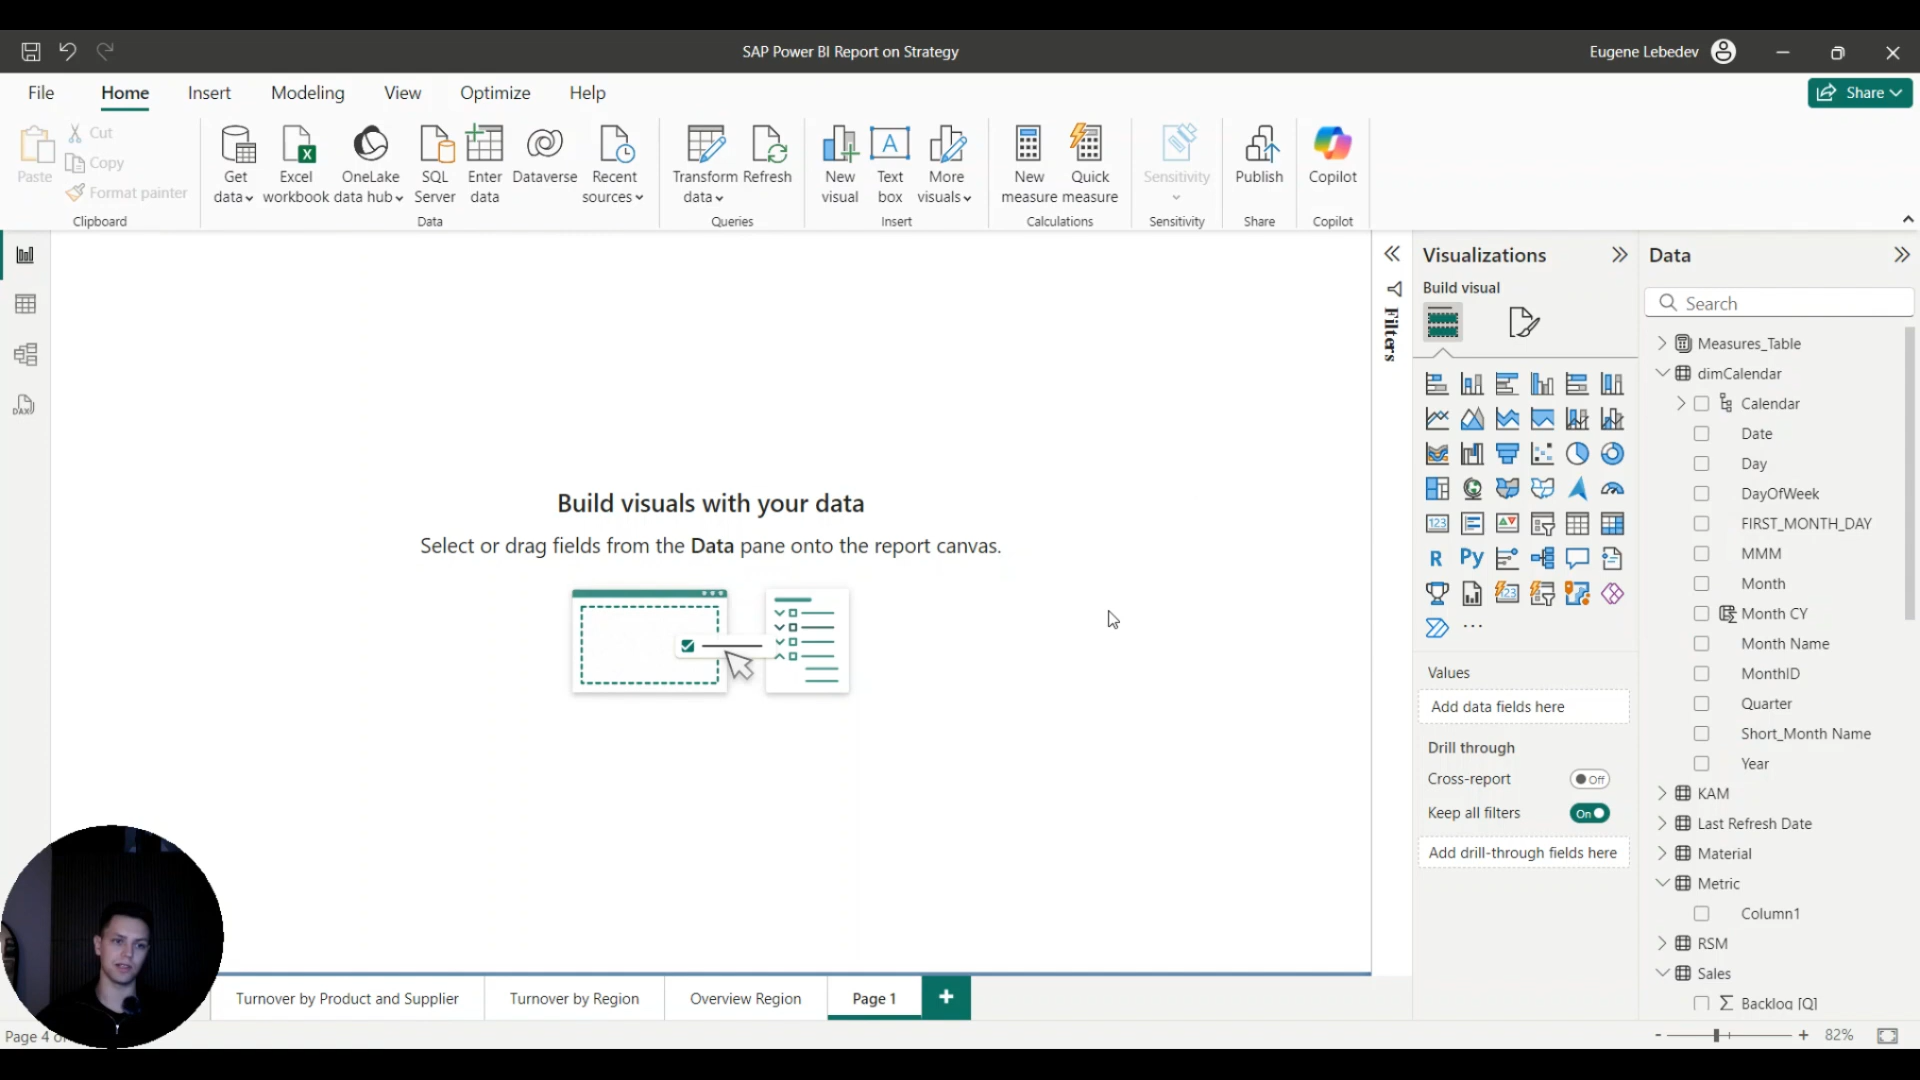 SAP Power BI Report on Strategy
Eugene Lebedev
File
Home
Insert
Modeling
View
Optimize
Help
Share
Paste
Cut
Copy
Format painter
Clipboard
Get data
Excel workbook
OneLake data hub
SQL Server
Enter data
Dataverse
Recent sources
Data
Transform data
Refresh
Queries
New visual
Text box
More visuals
Insert
New measure
Quick measure
Calculations
Sensitivity
Sensitivity
Publish
Share
Copilot
Copilot
Build visuals with your data
Select or drag fields from the Data pane onto the report canvas.
Filters
Visualizations
Build visual
123
R
Py
123
Values
Add data fields here
Drill through
Cross-report
Off
Keep all filters
On
Add drill-through fields here
Data
Search
Measures_Table
dimCalendar
Calendar
Date
Day
DayOfWeek
FIRST_MONTH_DAY
MMM
Month
Month CY
Month Name
MonthID
Quarter
Short_Month Name
Year
KAM
Last Refresh Date
Material
Metric
Column1
RSM
Sales
Backlog [Q]
DAX
Turnover by Product and Supplier
Turnover by Region
Overview Region
Page 1
Page 4
82%